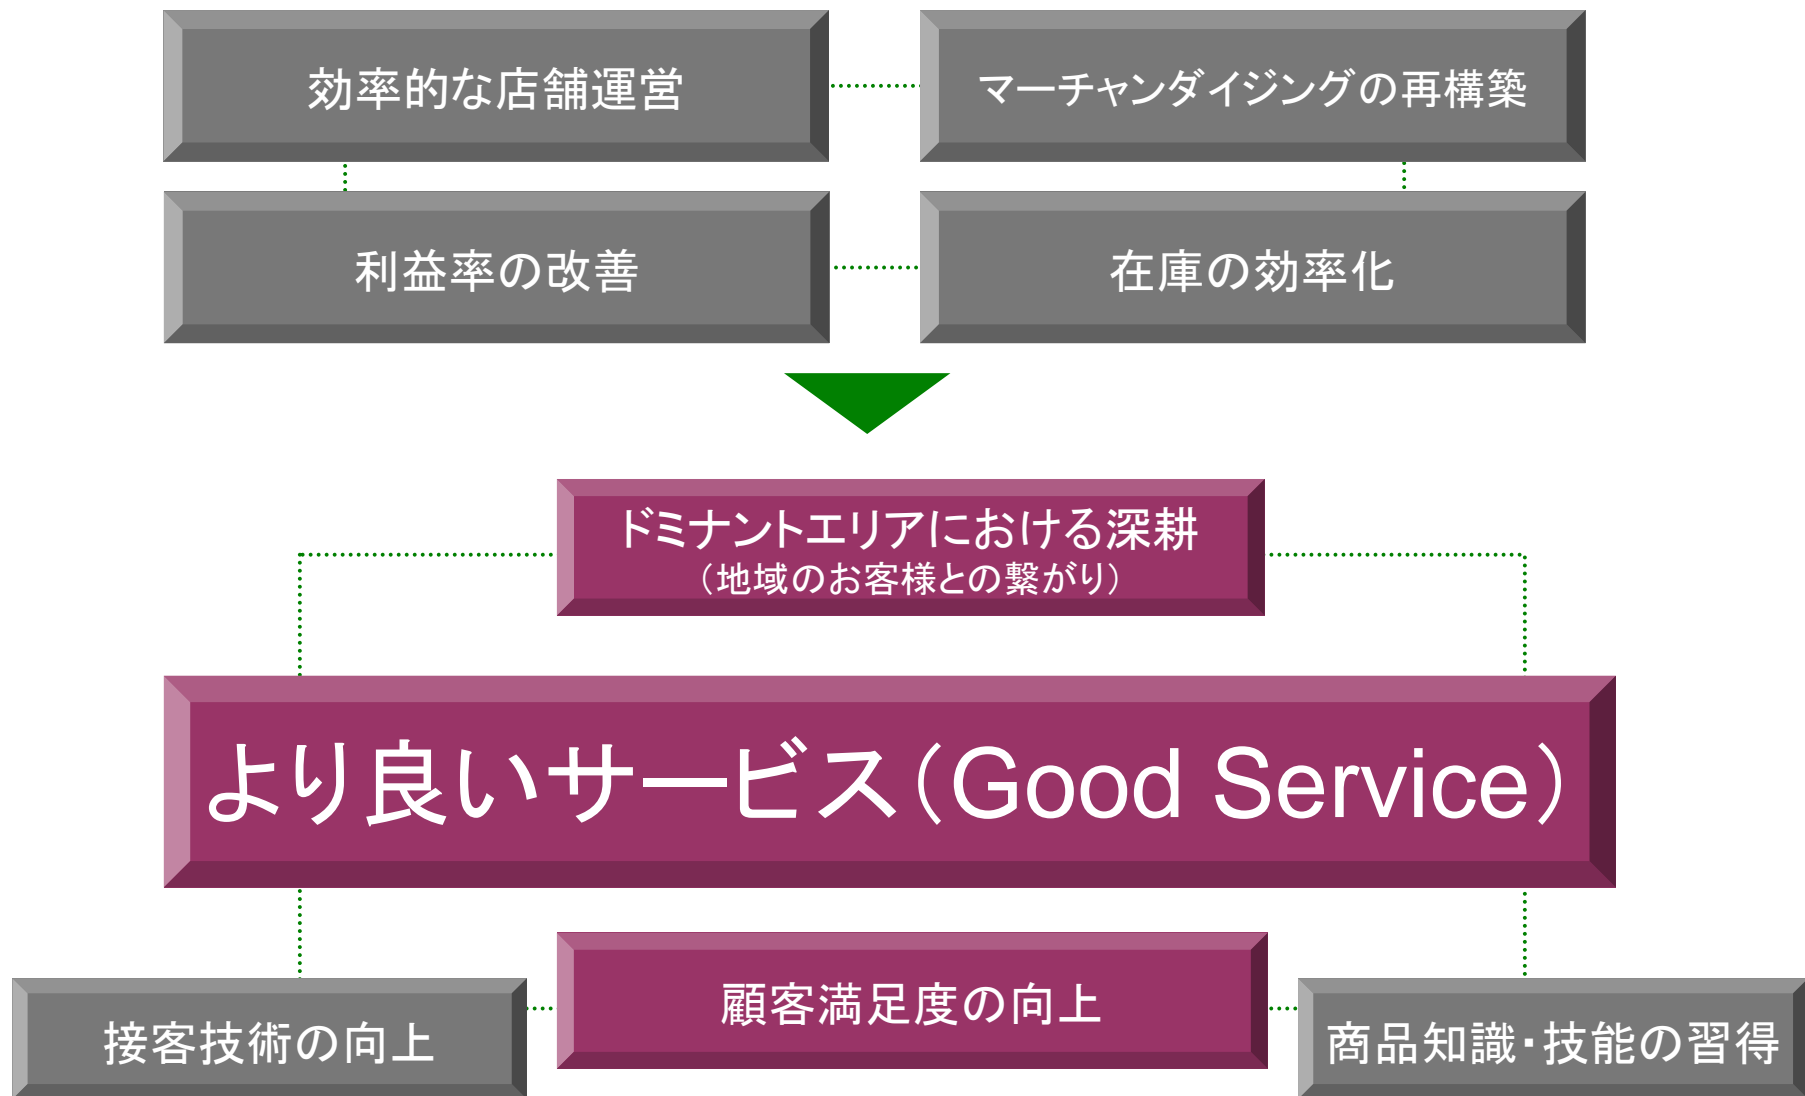 効率的な店舗運営
マーチャンダイジングの再構築
利益率の改善
在庫の効率化
ドミナントエリアにおける深耕
（地域のお客様との繋がり）
より良いサービス（Good Service）
顧客満足度の向上
接客技術の向上
商品知識・技能の習得